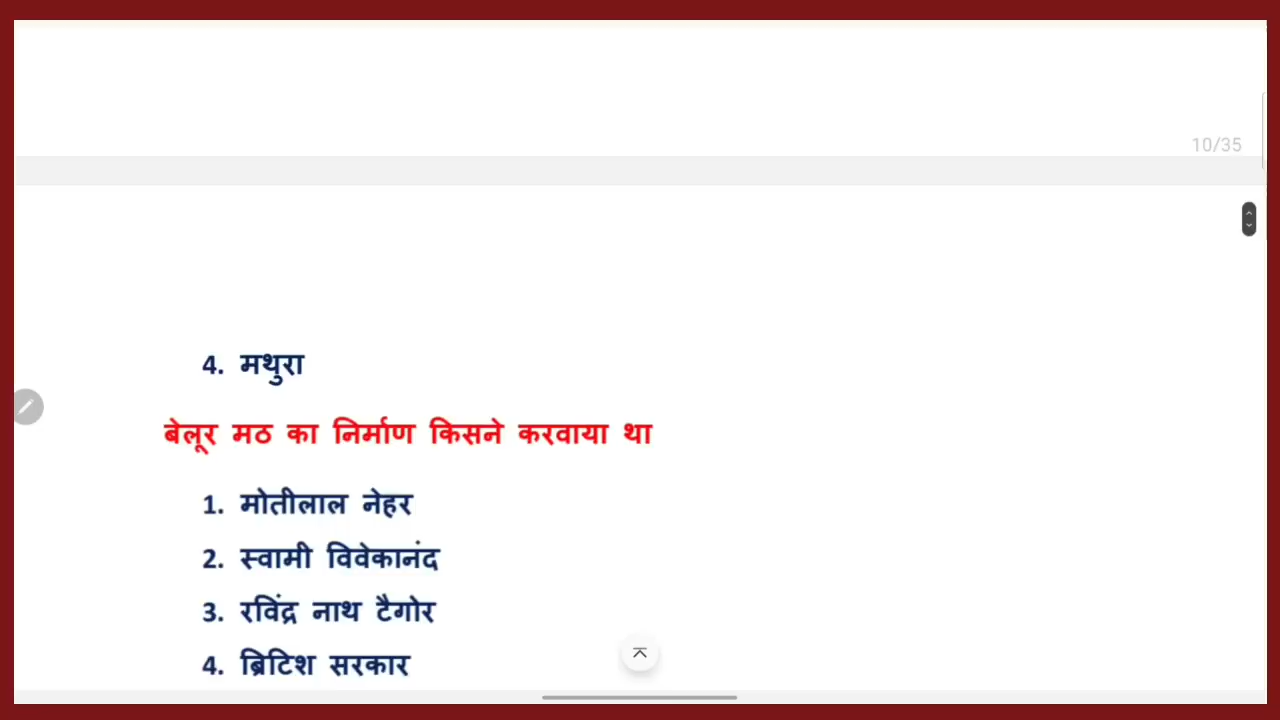 10/35
4. मथुरा
बेलूर मठ का निर्माण किसने करवाया था
1. मोतीलाल नेहर
2. स्वामी विवेकानंद
3. रविंद्र नाथ टैगोर
4. ब्रिटिश सरकार